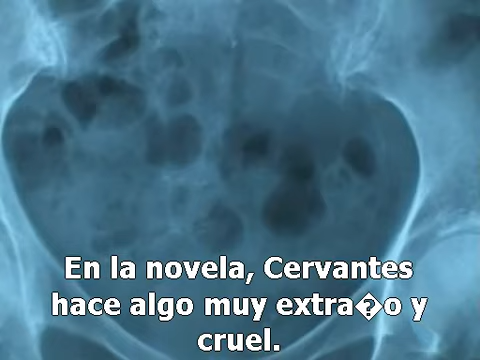 En la novela, Cervantes
hace algo muy extra�o y
cruel.